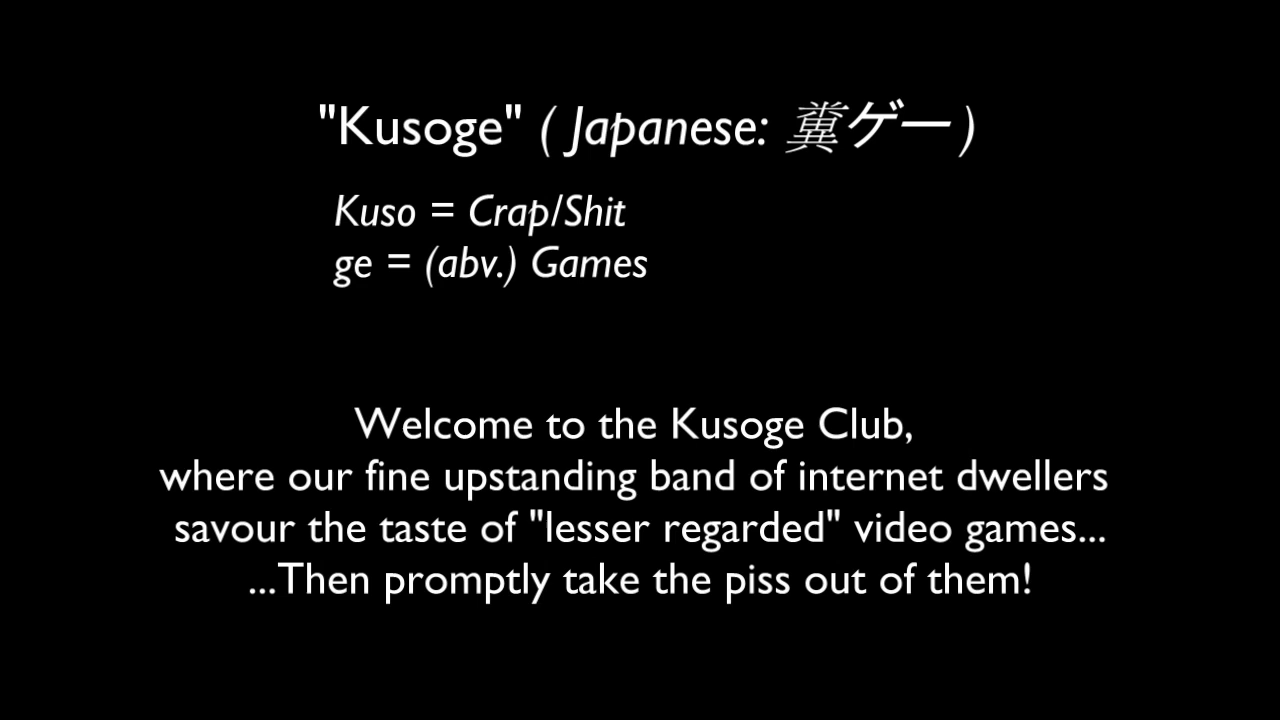 "Kusoge" ( Japanese: 糞ゲー )
Kuso = Crap/Shit
ge = (abv.) Games
Welcome to the Kusoge Club,
where our fine upstanding band of internet dwellers
savour the taste of "lesser regarded" video games...
...Then promptly take the piss out of them!